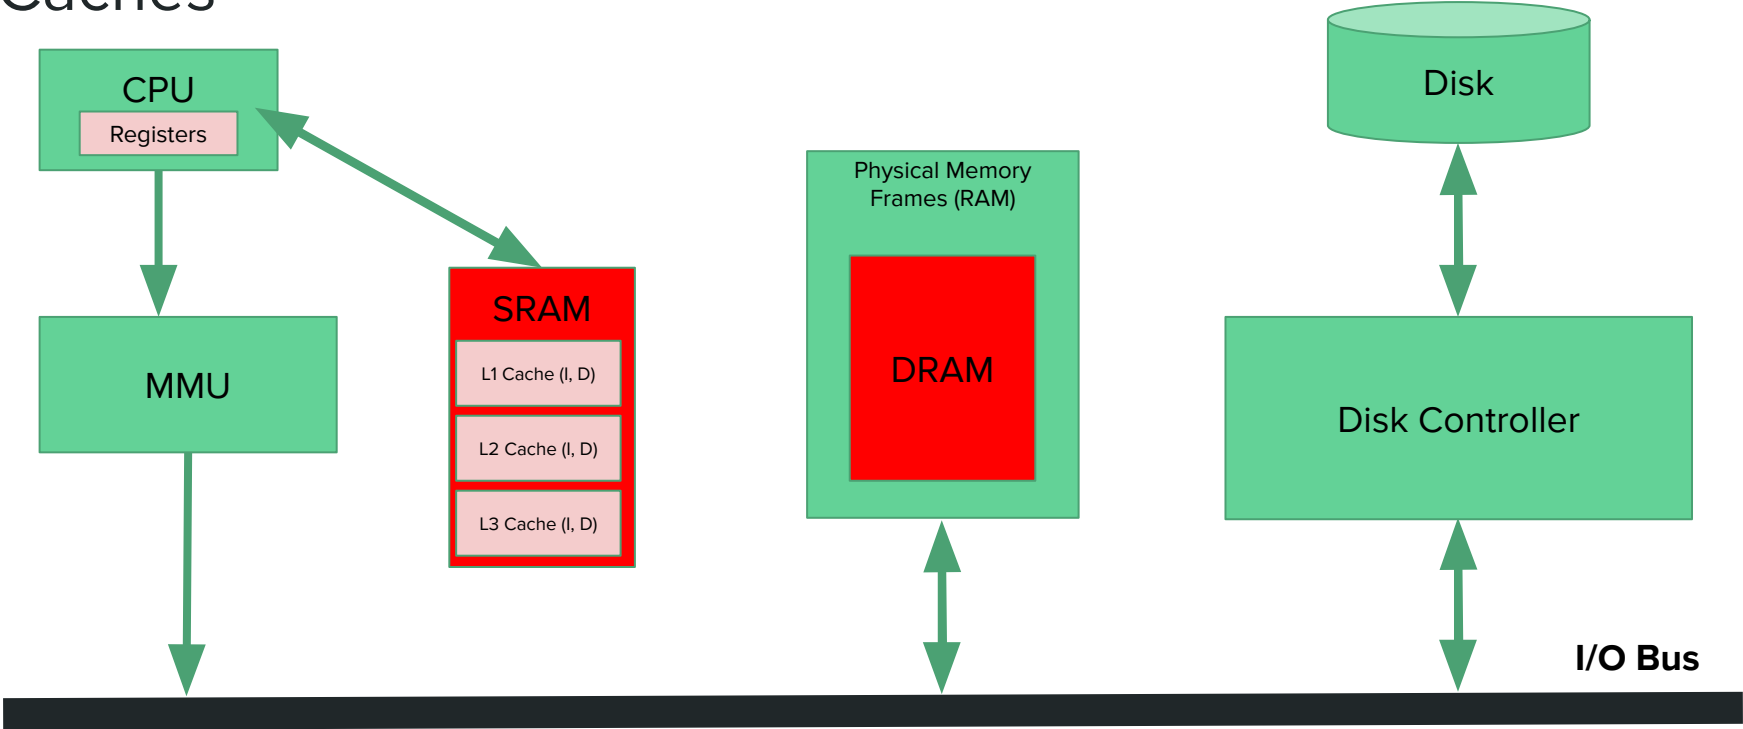 Caches
CPU
Registers
MMU
SRAM
L1 Cache (I, D)
L2 Cache (I, D)
L3 Cache (I, D)
Physical Memory
Frames (RAM)
DRAM
Disk
Disk Controller
I/O Bus